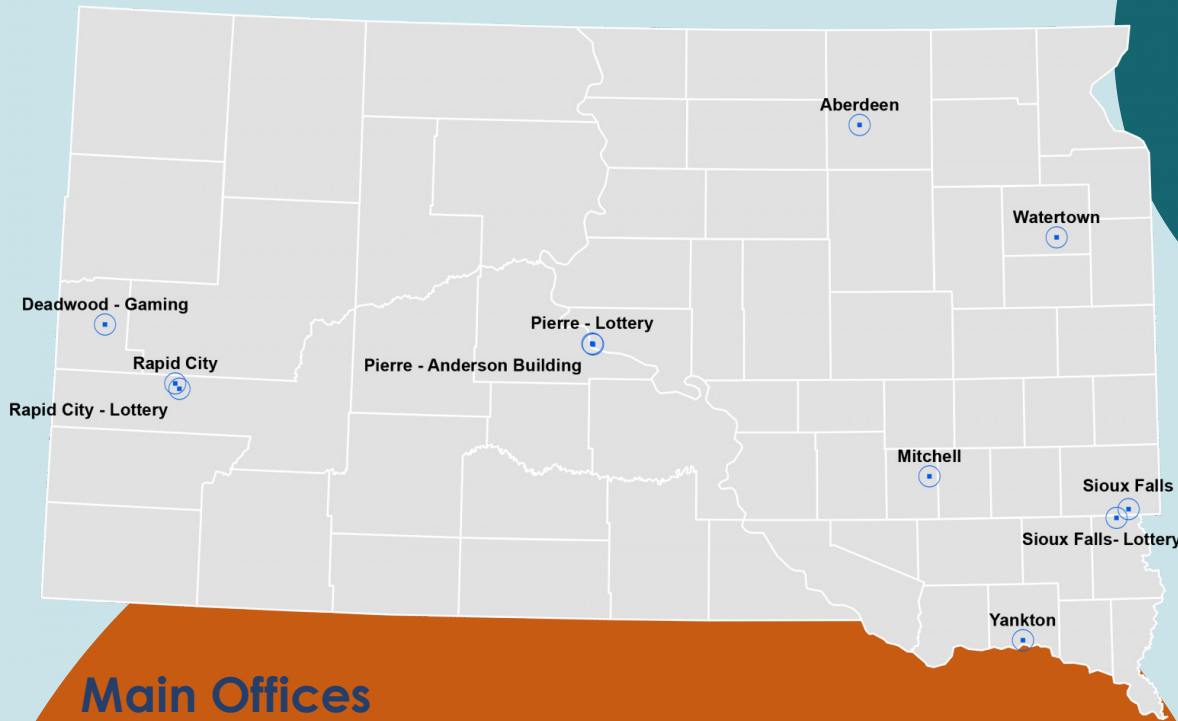 Aberdeen
Watertown
Deadwood - Gaming
Pierre - Lottery
Rapid City
Pierre - Anderson Building
Rapid City - Lottery
Mitchell
Sioux Falls
Sioux Falls- Lottery
Yankton
Main Offices